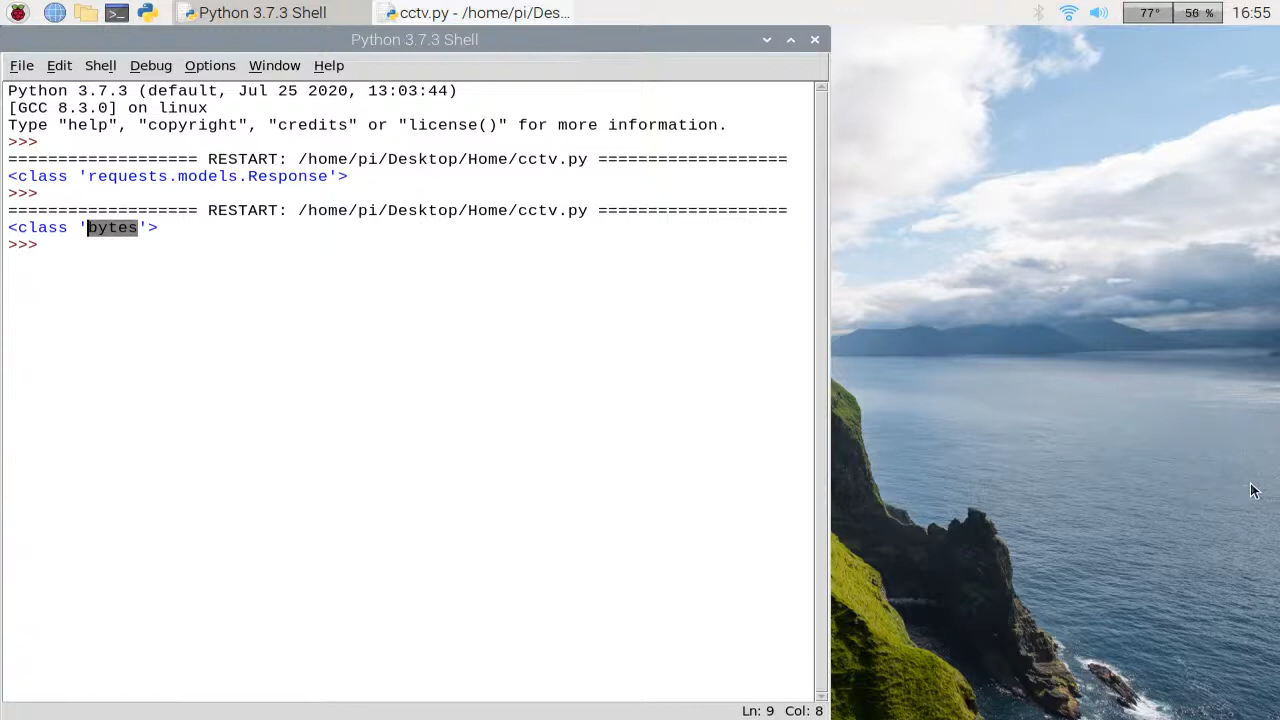 Python 3.7.3 Shell
cctv.py - /home/pi/Des...
77°
56 %
16:55
Python 3.7.3 Shell
File Edit Shell Debug Options Window Help
Python 3.7.3 (default, Jul 25 2020, 13:03:44)
[GCC 8.3.0] on linux
Type "help", "copyright", "credits" or "license()" for more information.
>>>
=================== RESTART: /home/pi/Desktop/Home/cctv.py ===================
<class 'requests.models.Response'>
>>>
=================== RESTART: /home/pi/Desktop/Home/cctv.py ===================
<class 'bytes'>
>>>
Ln: 9 Col: 8